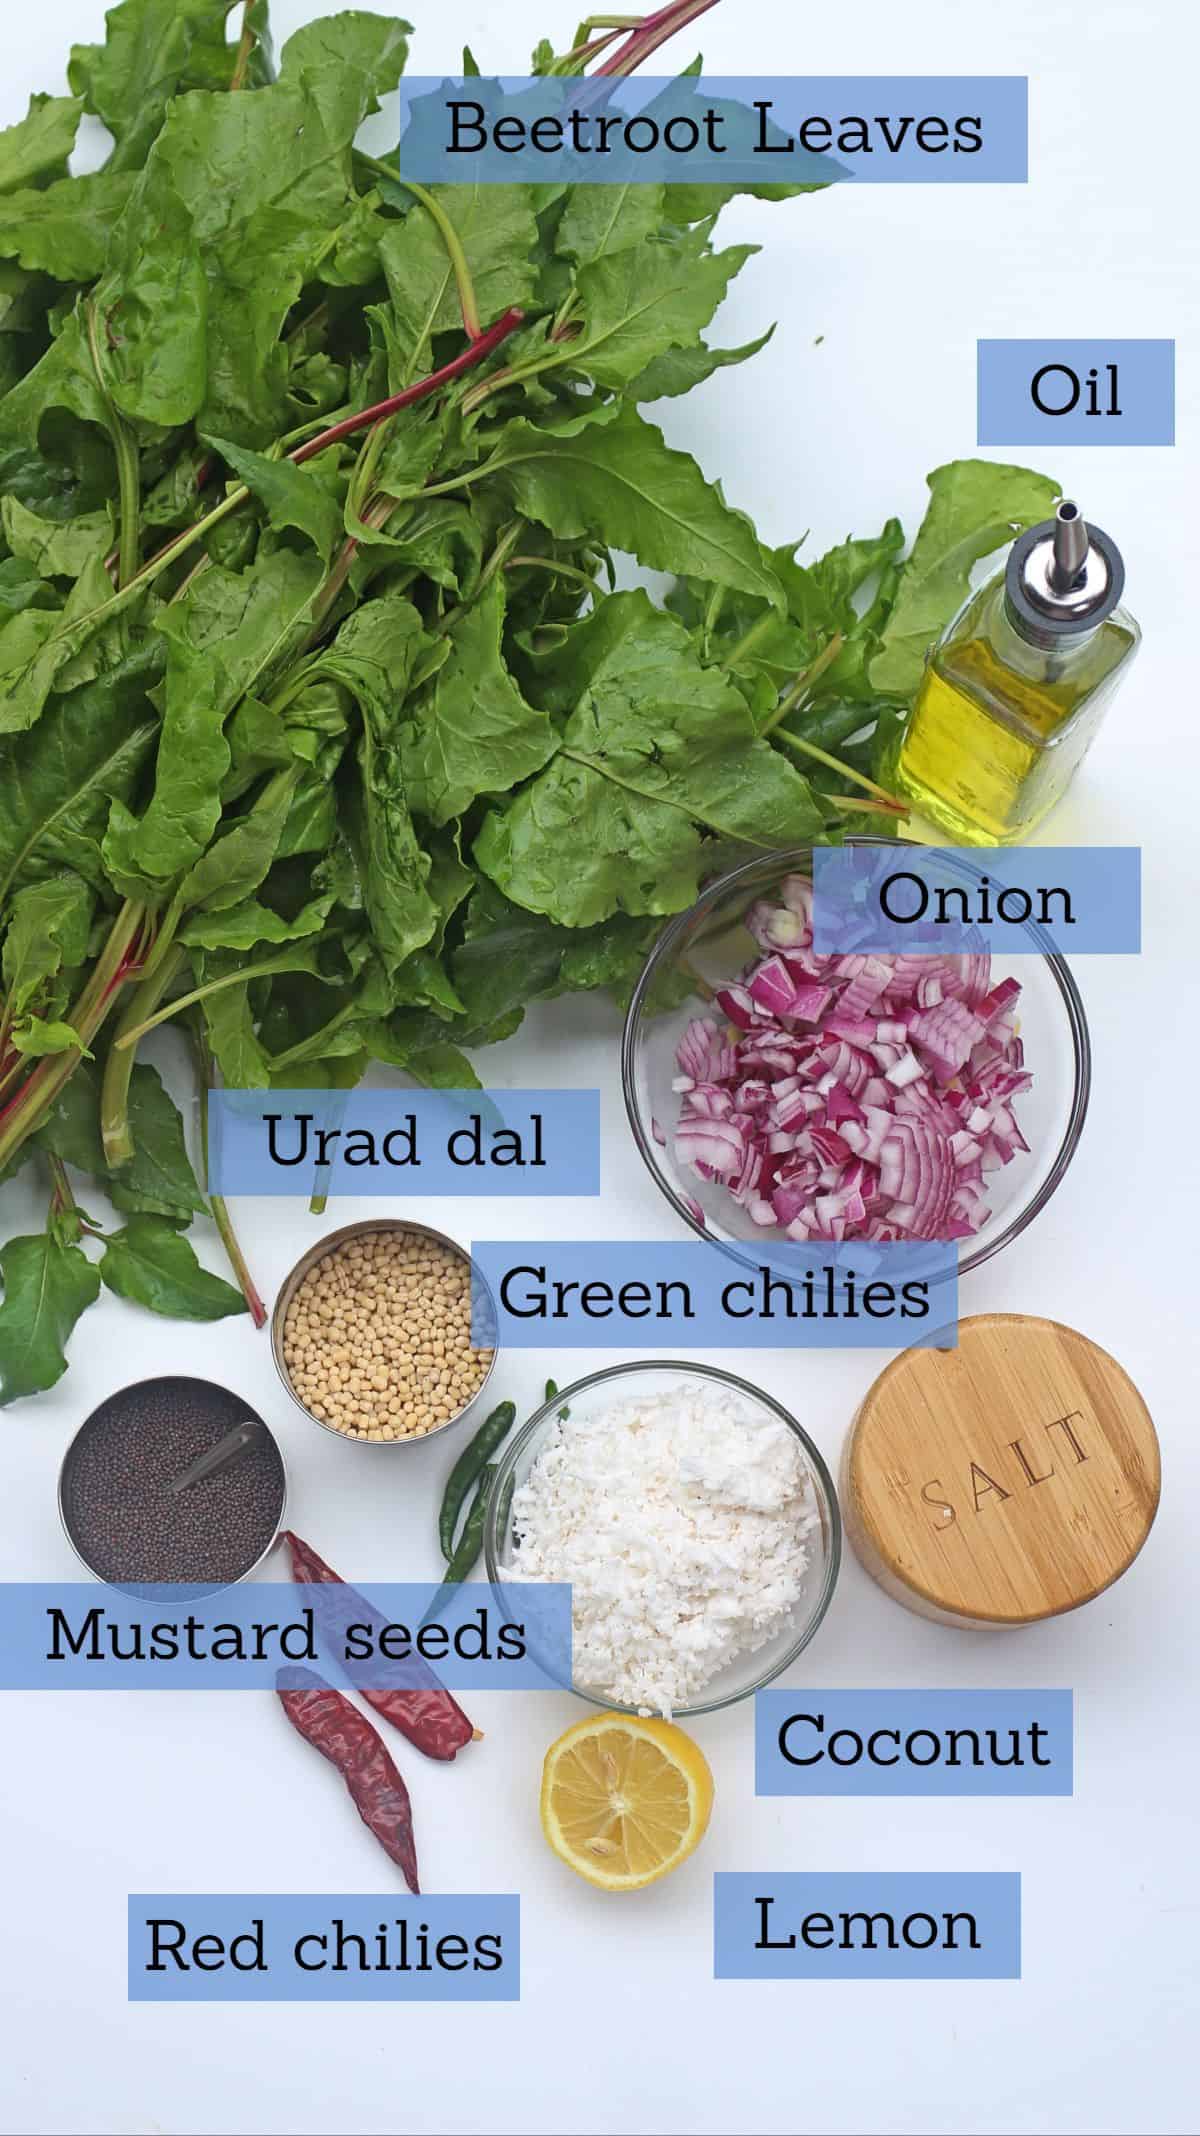 Beetroot Leaves
Oil
Onion
Urad dal
Green chilies
SALT
Mustard seeds
Coconut
Lemon
Red chilies